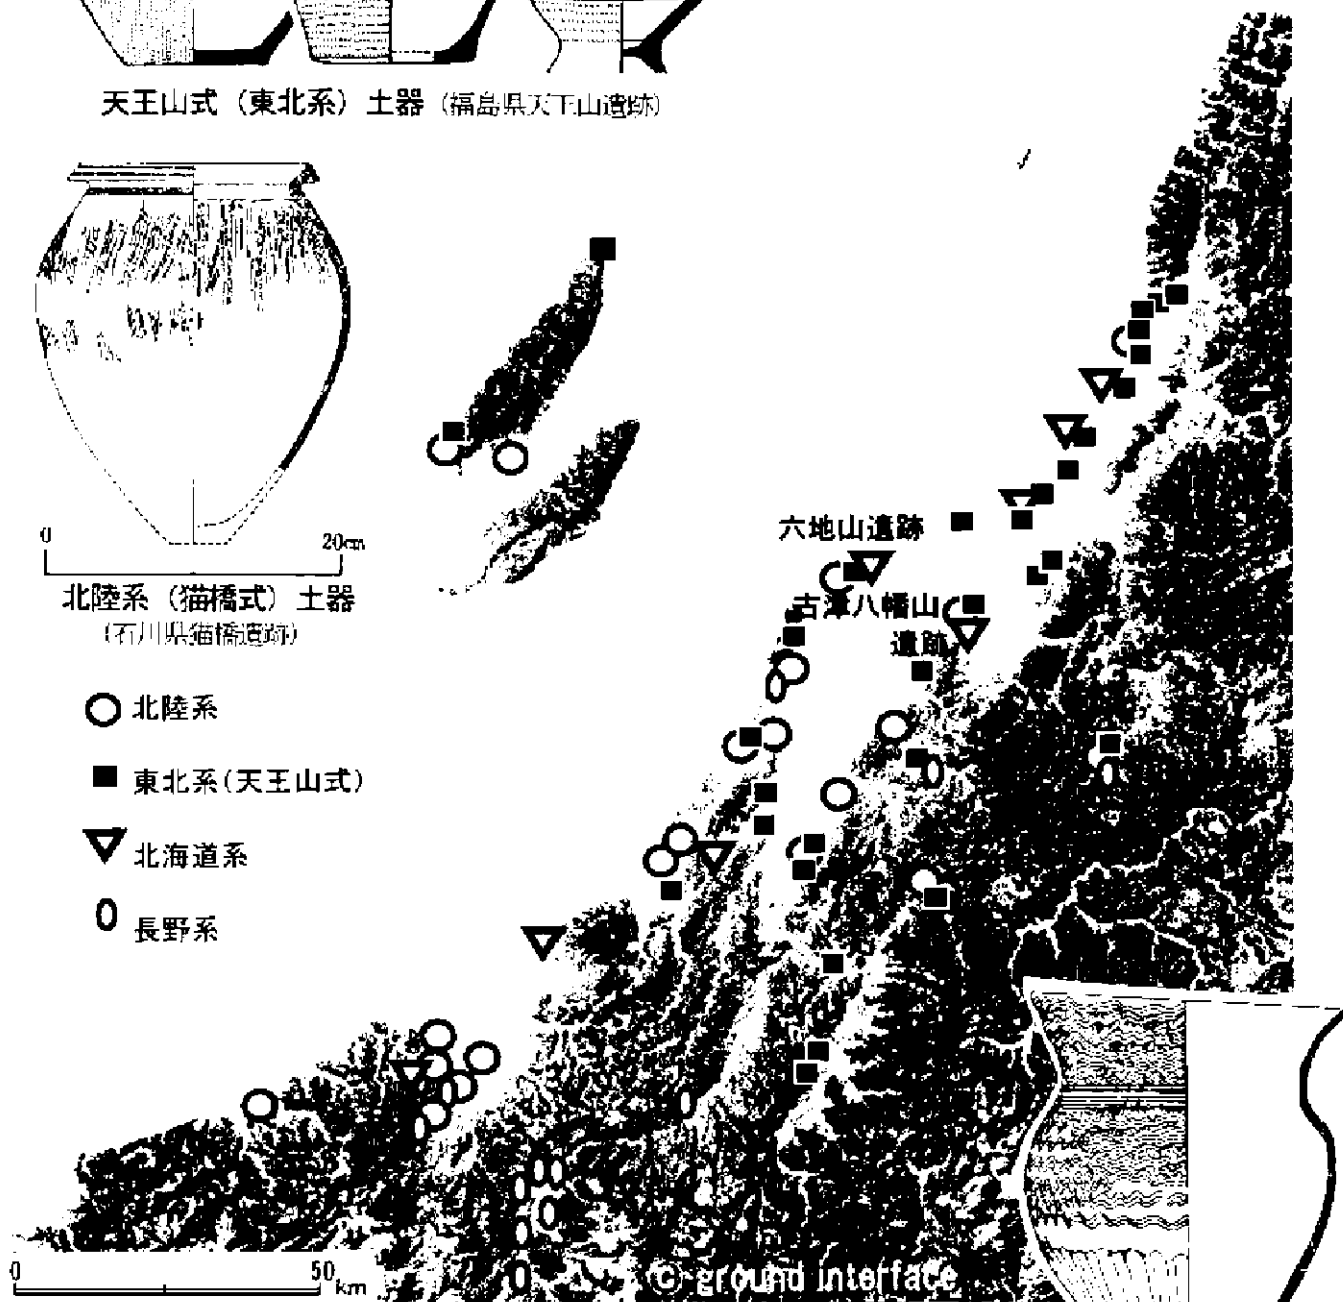 天王山式（東北系）土器（福島県天王山遺跡）
0 20cm
北陸系（猫橋式）土器
（石川県猫橋遺跡）
北陸系
東北系(天王山式)
北海道系
長野系
六地山遺跡
古津八幡山
遺跡
0 50km
© ground interface